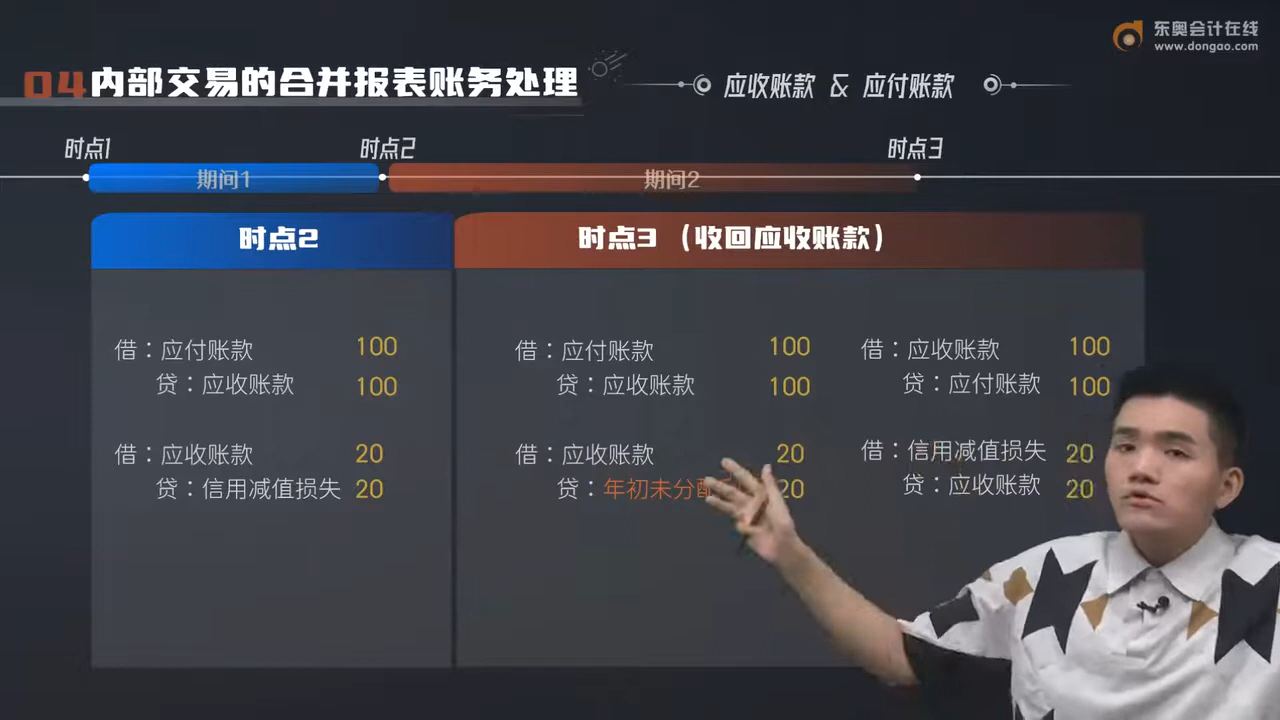 东奥会计在线
www.dongao.com
04 内部交易的合并报表账务处理
应收账款 & 应付账款
时点1
时点2
时点3
期间1
期间2
时点2
时点3（收回应收账款）
借：应付账款 100
贷：应收账款 100
借：应收账款 20
贷：信用减值损失 20
借：应付账款 100
贷：应收账款 100
借：应收账款 20
贷：年初未分配 20
借：应收账款 100
贷：应付账款 100
借：信用减值损失 20
贷：应收账款 20